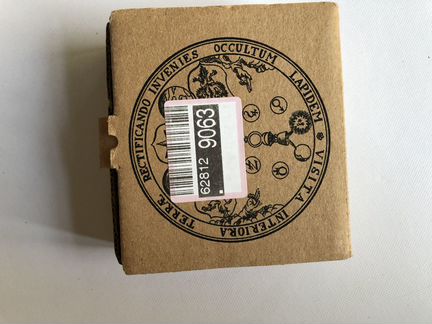 VISITA INTERIORA TERRÆ RECTIFICANDO INVENIES OCCULTUM LAPIDEM
62812 9063